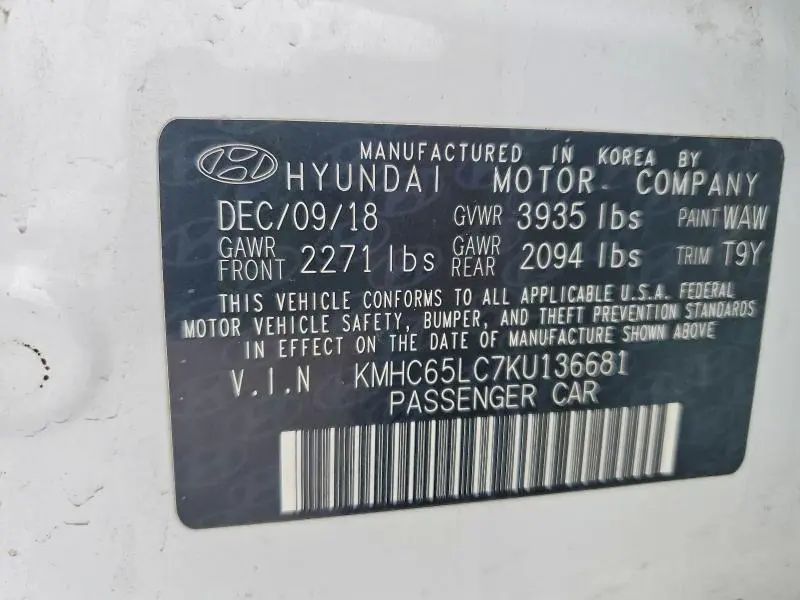 MANUFACTURED IN KOREA BY
HYUNDAI MOTOR COMPANY
DEC/09/18 GVWR 3935 lbs PAINT WAW
GAWR FRONT 2271 lbs GAWR REAR 2094 lbs TRIM T9Y
THIS VEHICLE CONFORMS TO ALL APPLICABLE U.S.A. FEDERAL
MOTOR VEHICLE SAFETY, BUMPER, AND THEFT PREVENTION STANDARDS
IN EFFECT ON THE DATE OF MANUFACTURE SHOWN ABOVE
V.I.N KMHC65LC7KU136681
PASSENGER CAR